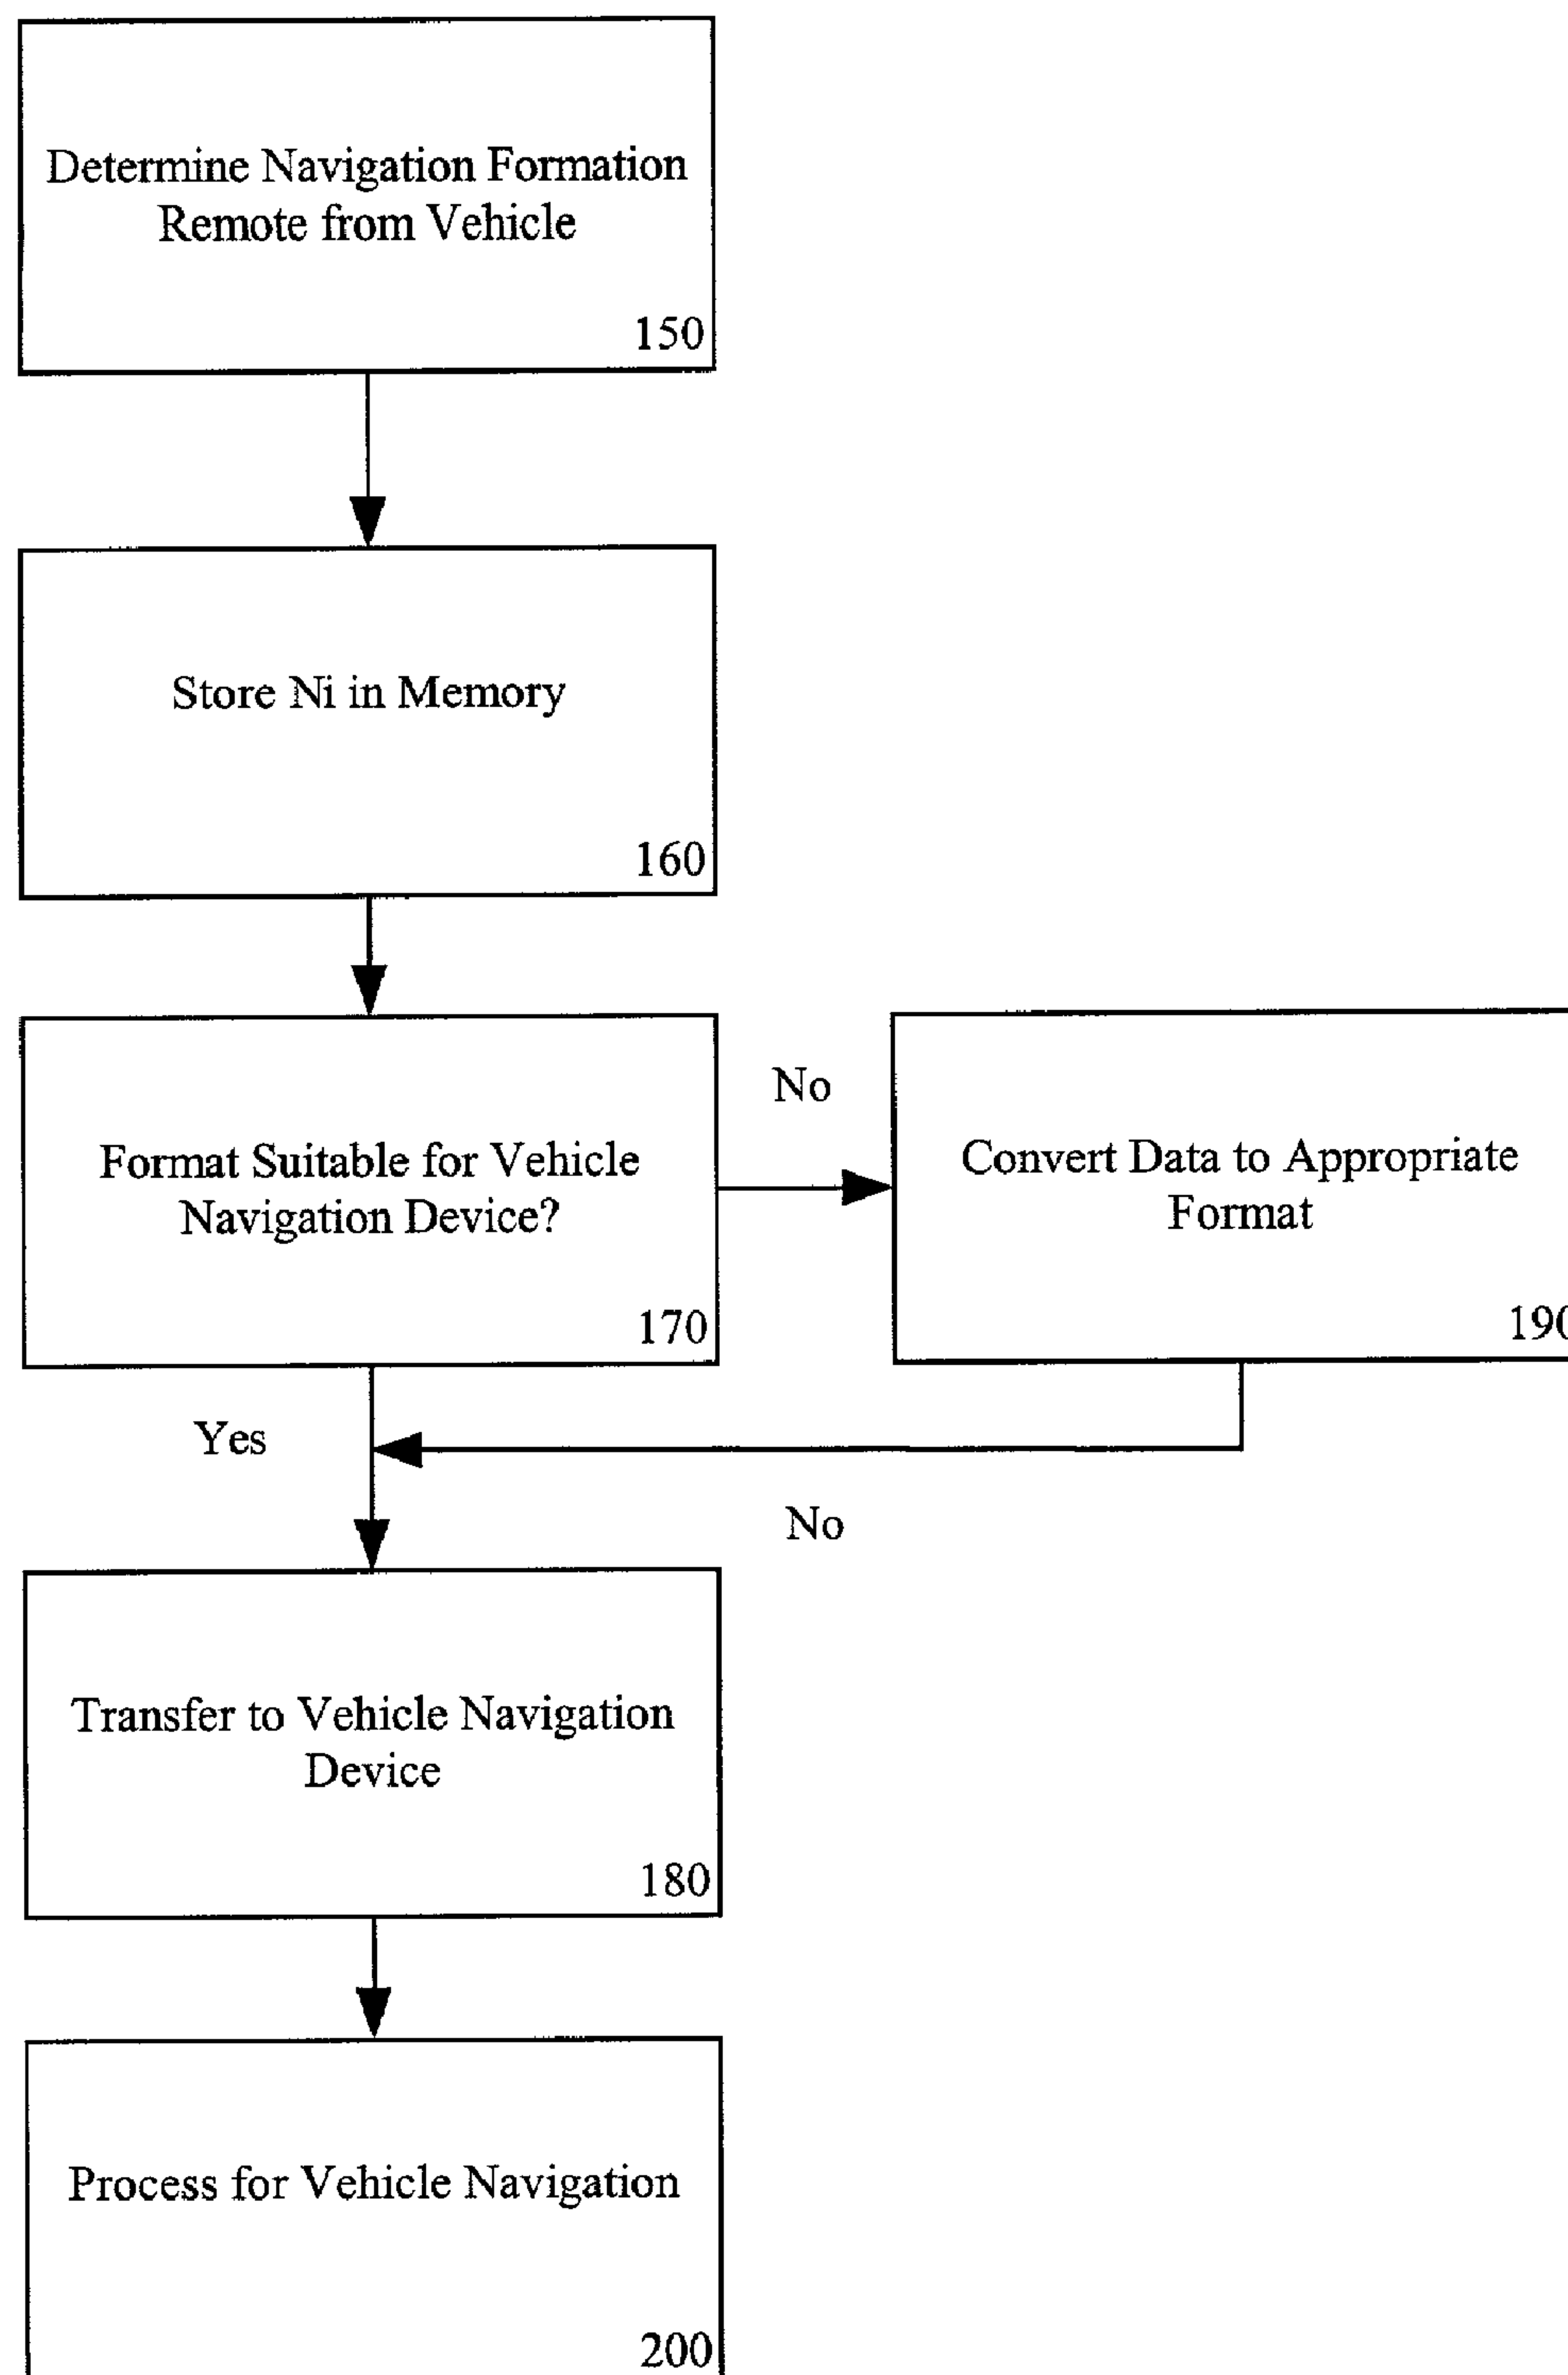 Determine Navigation Formation
Remote from Vehicle
150
Store Ni in Memory
160
Format Suitable for Vehicle
Navigation Device?
170
No
Convert Data to Appropriate
Format
190
Yes
No
Transfer to Vehicle Navigation
Device
180
Process for Vehicle Navigation
200